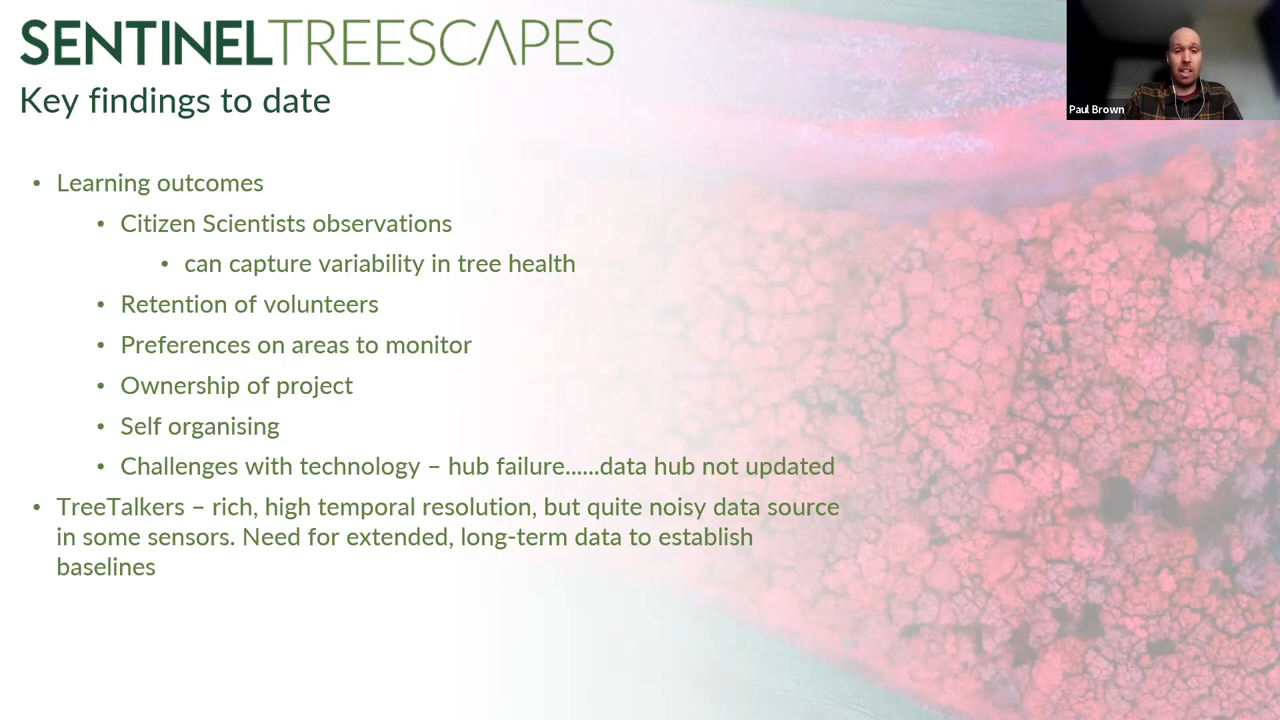 SENTINELTREESCAPES
Key findings to date
Paul Brown
• Learning outcomes
• Citizen Scientists observations
• can capture variability in tree health
• Retention of volunteers
• Preferences on areas to monitor
• Ownership of project
• Self organising
• Challenges with technology – hub failure......data hub not updated
• TreeTalkers – rich, high temporal resolution, but quite noisy data source
in some sensors. Need for extended, long-term data to establish
baselines